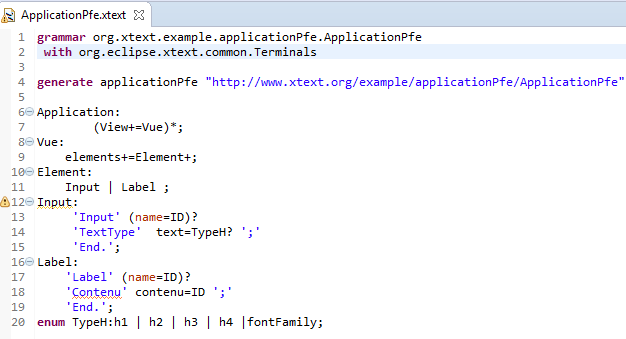 ApplicationPfe.xtext
1 grammar org.xtext.example.applicationPfe.ApplicationPfe
2 with org.eclipse.xtext.common.Terminals
3
4 generate applicationPfe "http://www.xtext.org/example/applicationPfe/ApplicationPfe"
5
6 Application:
7 (View+=Vue)*;
8 Vue:
9 elements+=Element+;
10 Element:
11 Input | Label ;
12 Input:
13 'Input' (name=ID)?
14 'TextType' text=TypeH? ';'
15 'End.';
16 Label:
17 'Label' (name=ID)?
18 'Contenu' contenu=ID ';'
19 'End.';
20 enum TypeH:h1 | h2 | h3 | h4 |fontFamily;